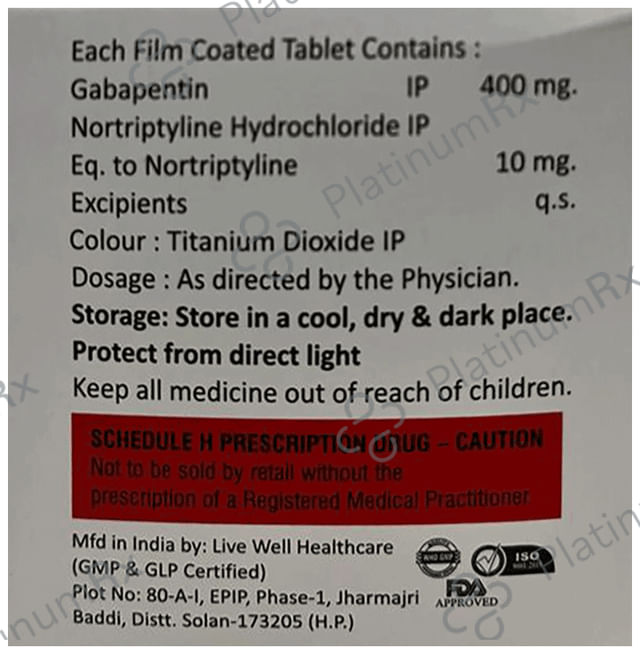 Each Film Coated Tablet Contains :
Gabapentin IP 400 mg.
Nortriptyline Hydrochloride IP
Eq. to Nortriptyline 10 mg.
Excipients q.s.
Colour : Titanium Dioxide IP
Dosage : As directed by the Physician.
Storage: Store in a cool, dry & dark place.
Protect from direct light
Keep all medicine out of reach of children.
SCHEDULE H PRESCRIPTION DRUG – CAUTION
Not to be sold by retail without the
prescription of a Registered Medical Practitioner
Mfd in India by: Live Well Healthcare
(GMP & GLP Certified)
Plot No: 80-A-I, EPIP, Phase-1, Jharmajri
Baddi, Distt. Solan-173205 (H.P.)
WHO GMP
ISO
FDA
APPROVED
PlatinumRx
PlatinumRx